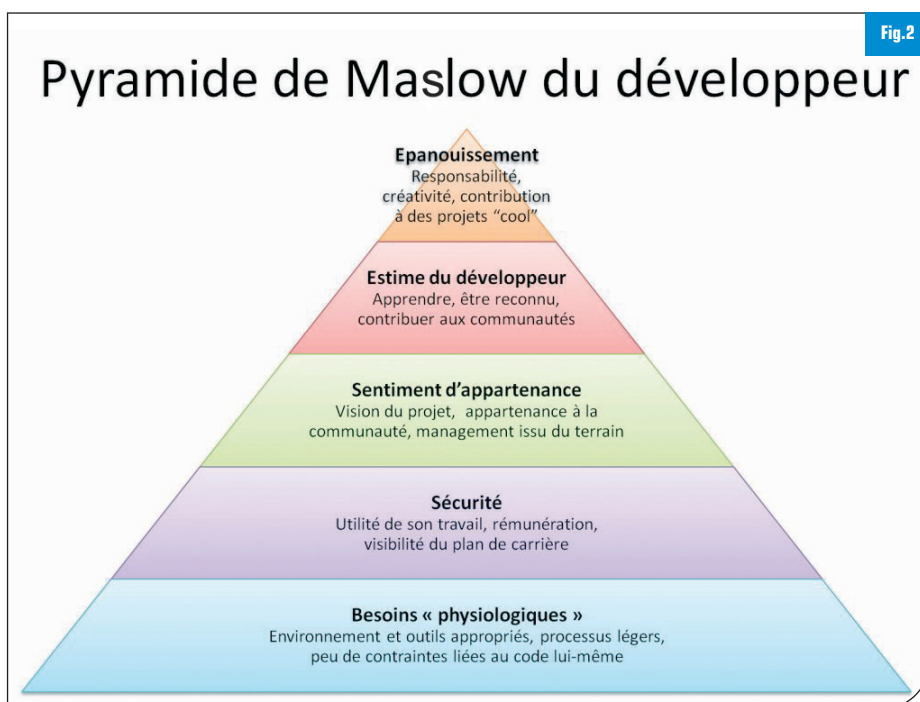 Fig.2
Pyramide de Maslow du développeur
Epanouissement
Responsabilité,
créativité, contribution
à des projets “cool”
Estime du développeur
Apprendre, être reconnu,
contribuer aux communautés
Sentiment d’appartenance
Vision du projet, appartenance à la
communauté, management issu du terrain
Sécurité
Utilité de son travail, rémunération,
visibilité du plan de carrière
Besoins « physiologiques »
Environnement et outils appropriés, processus légers,
peu de contraintes liées au code lui-même